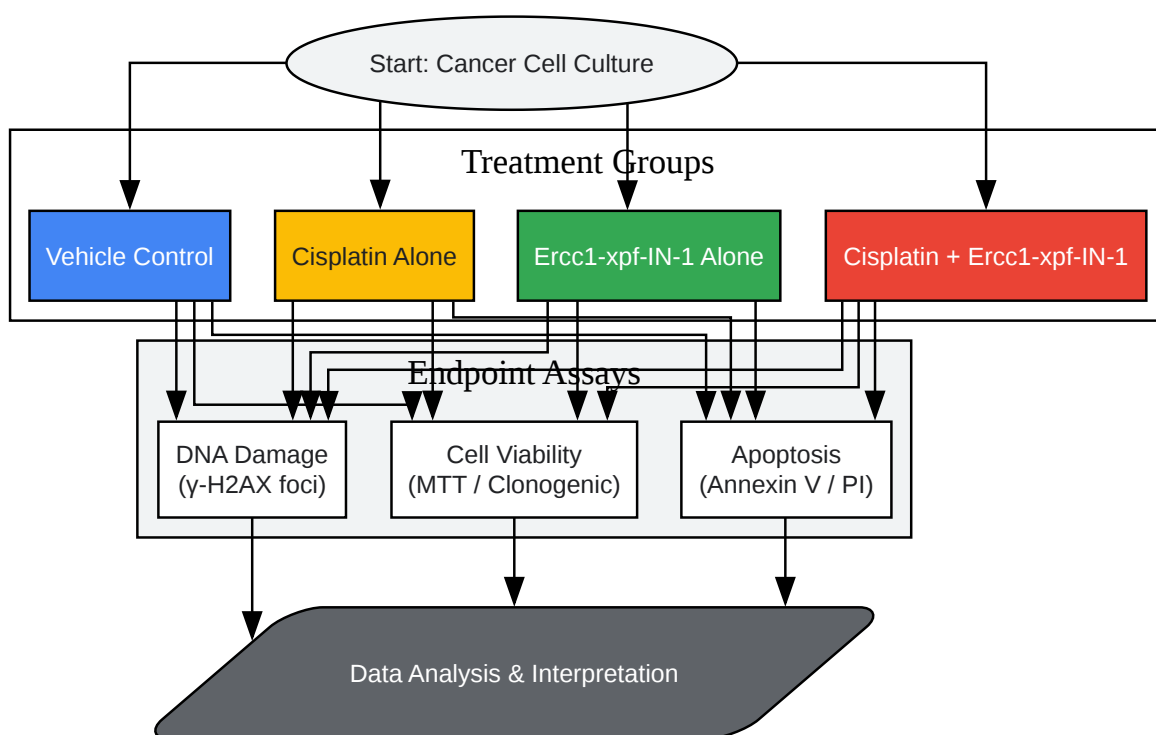 Start: Cancer Cell Culture
Treatment Groups
Vehicle Control
Cisplatin Alone
Ercc1-xpf-IN-1 Alone
Cisplatin + Ercc1-xpf-IN-1
Endpoint Assays
DNA Damage
(γ-H2AX foci)
Cell Viability
(MTT / Clonogenic)
Apoptosis
(Annexin V / PI)
Data Analysis & Interpretation